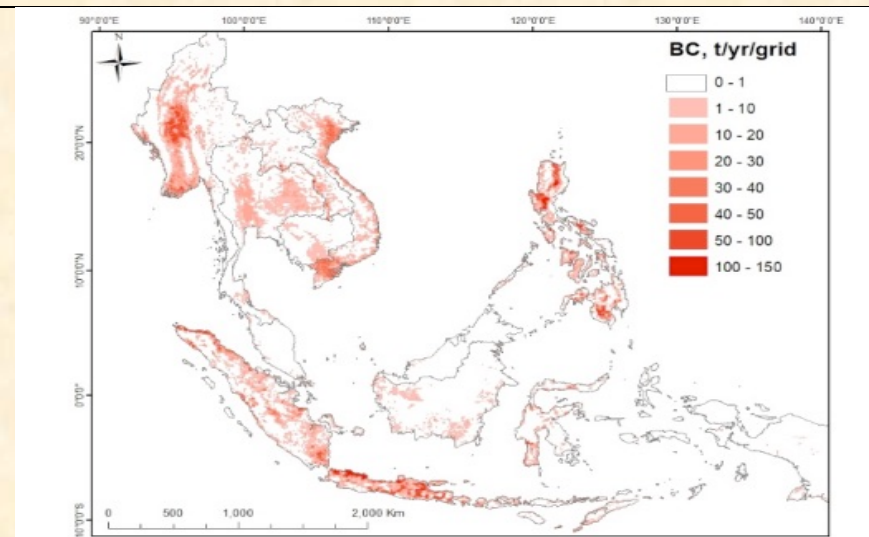 90°0'0"E 100°0'0"E 110°0'0"E 120°0'0"E 130°0'0"E 140°0'0"E
N
BC, t/yr/grid
0 - 1
1 - 10
10 - 20
20 - 30
30 - 40
40 - 50
50 - 100
100 - 150
20°0'0"N
10°0'0"N
0°0'0"
10°0'0"S
0 500 1,000 2,000 Km